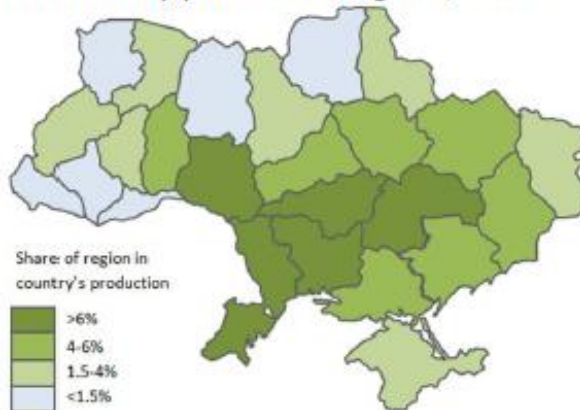 Share of region in
country's production
>6%
4-6%
1.5-4%
<1.5%